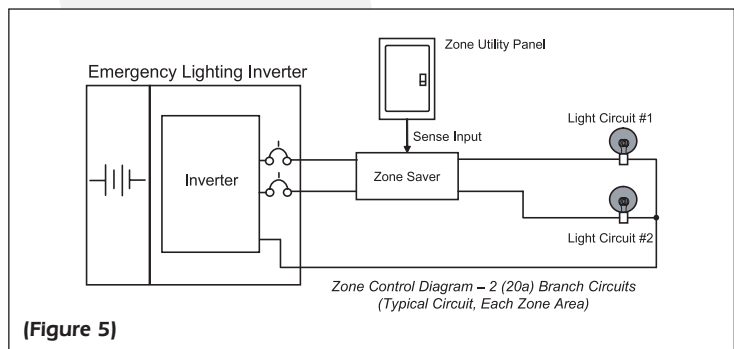 Zone Utility Panel
Emergency Lighting Inverter
Light Circuit #1
Sense Input
Inverter
Zone Saver
Light Circuit #2
Zone Control Diagram – 2 (20a) Branch Circuits
(Typical Circuit, Each Zone Area)
(Figure 5)